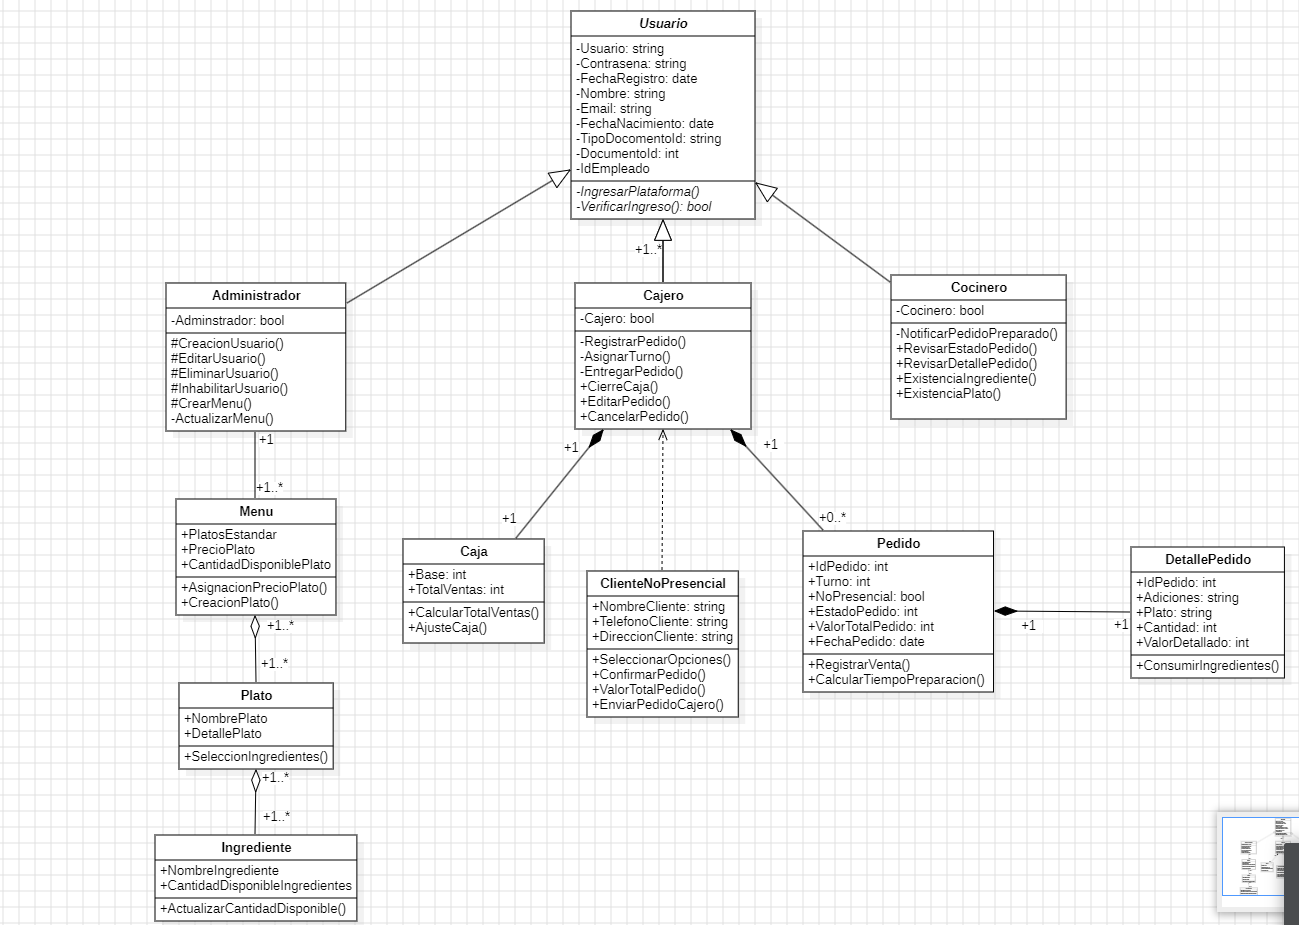 Usuario
-Usuario: string
-Contrasena: string
-FechaRegistro: date
-Nombre: string
-Email: string
-FechaNacimiento: date
-TipoDocomentoId: string
-DocumentoId: int
-IdEmpleado
-IngresarPlataforma()
-VerificarIngreso(): bool
+1..*
Administrador
-Adminstrador: bool
#CreacionUsuario()
#EditarUsuario()
#EliminarUsuario()
#InhabilitarUsuario()
#CrearMenu()
-ActualizarMenu()
Cajero
-Cajero: bool
-RegistrarPedido()
-AsignarTurno()
-EntregarPedido()
+CierreCaja()
+EditarPedido()
+CancelarPedido()
Cocinero
-Cocinero: bool
-NotificarPedidoPreparado()
+RevisarEstadoPedido()
+RevisarDetallePedido()
+ExistenciaIngrediente()
+ExistenciaPlato()
+1
+1..*
+1
+1
+1
+0..*
Menu
+PlatosEstandar
+PrecioPlato
+CantidadDisponiblePlato
+AsignacionPrecioPlato()
+CreacionPlato()
Caja
+Base: int
+TotalVentas: int
+CalcularTotalVentas()
+AjusteCaja()
ClienteNoPresencial
+NombreCliente: string
+TelefonoCliente: string
+DireccionCliente: string
+SeleccionarOpciones()
+ConfirmarPedido()
+ValorTotalPedido()
+EnviarPedidoCajero()
Pedido
+IdPedido: int
+Turno: int
+NoPresencial: bool
+EstadoPedido: int
+ValorTotalPedido: int
+FechaPedido: date
+RegistrarVenta()
+CalcularTiempoPreparacion()
+1
+1
DetallePedido
+IdPedido: int
+Adiciones: string
+Plato: string
+Cantidad: int
+ValorDetallado: int
+ConsumirIngredientes()
+1..*
+1..*
Plato
+NombrePlato
+DetallePlato
+SeleccionIngredientes()
+1..*
+1..*
Ingrediente
+NombreIngrediente
+CantidadDisponibleIngredientes
+ActualizarCantidadDisponible()